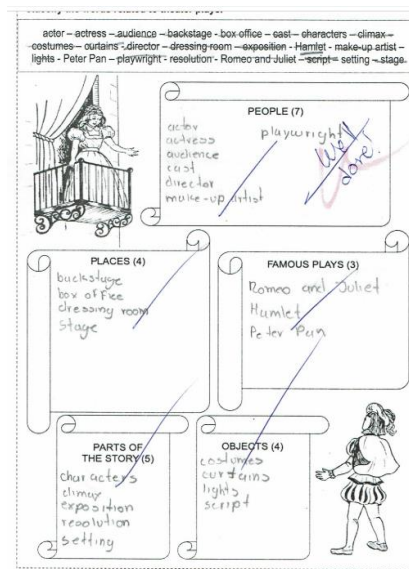 actor – actress – audience – backstage - box office – cast – characters – climax –
costumes – curtains – director – dressing room – exposition - Hamlet - make-up artist –
lights - Peter Pan – playwright - resolution - Romeo and Juliet – script – setting – stage
PEOPLE (7)
actor
actress
audience
cast
director
make-up artist
playwright
Well
done!
PLACES (4)
backstage
box office
dressing room
stage
FAMOUS PLAYS (3)
Romeo and Juliet
Hamlet
Peter Pan
PARTS OF
THE STORY (5)
characters
climax
exposition
resolution
setting
OBJECTS (4)
costumes
curtains
lights
script